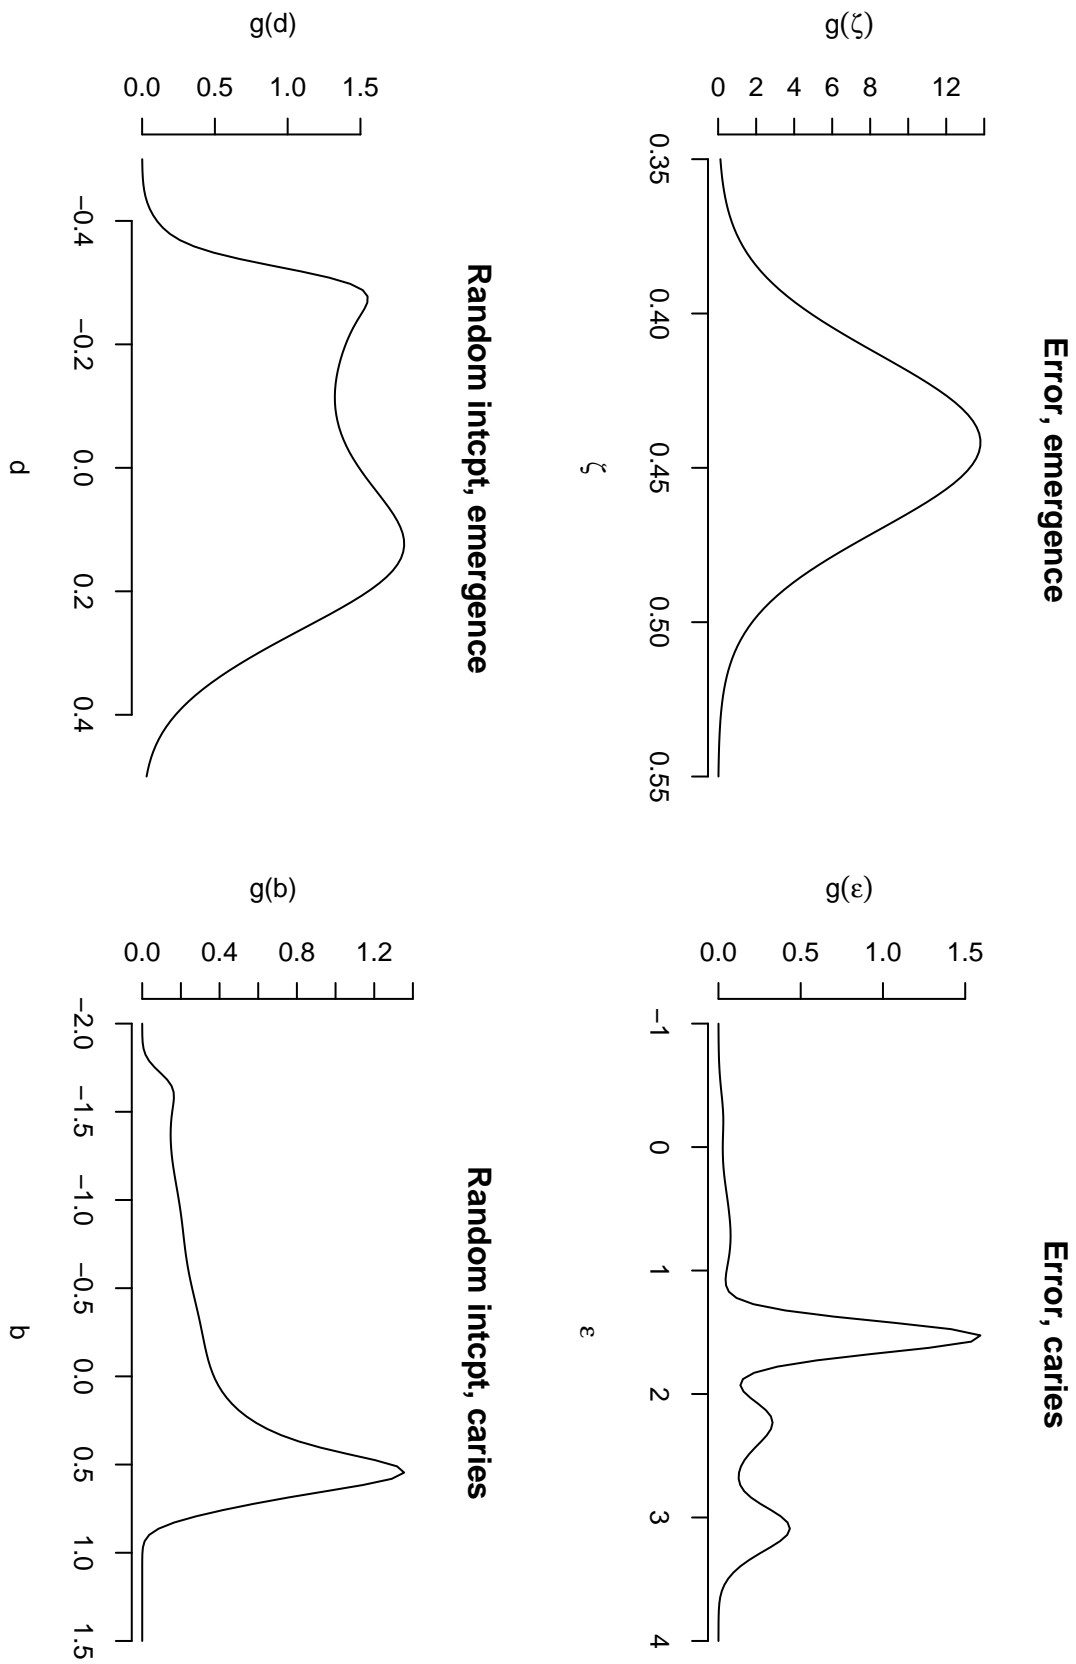 Error, emergence
g(ζ)
0 2 4 6 8 12
0.35 0.40 0.45 0.50 0.55
ζ
Error, caries
g(ε)
0.0 0.5 1.0 1.5
−1 0 1 2 3 4
ε
Random intcpt, emergence
g(d)
0.0 0.5 1.0 1.5
−0.4 −0.2 0.0 0.2 0.4
d
Random intcpt, caries
g(b)
0.0 0.4 0.8 1.2
−2.0 −1.5 −1.0 −0.5 0.0 0.5 1.0 1.5
b